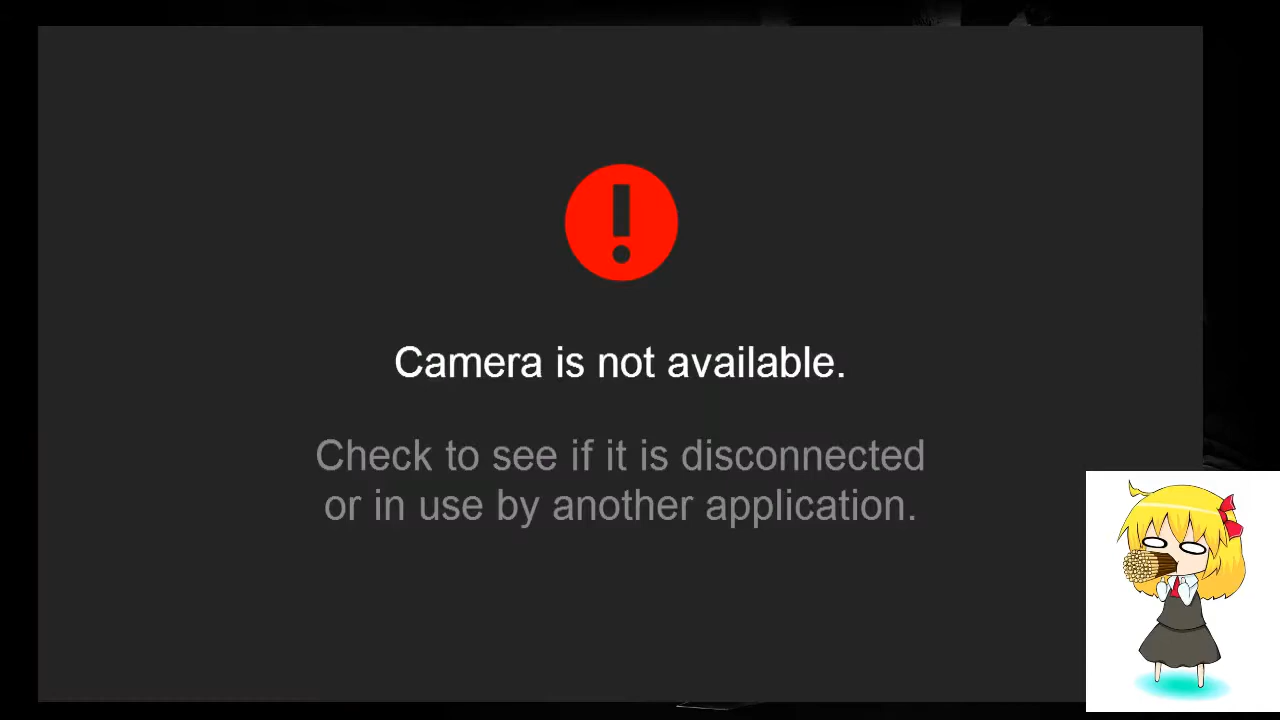 Camera is not available.
Check to see if it is disconnected
or in use by another application.